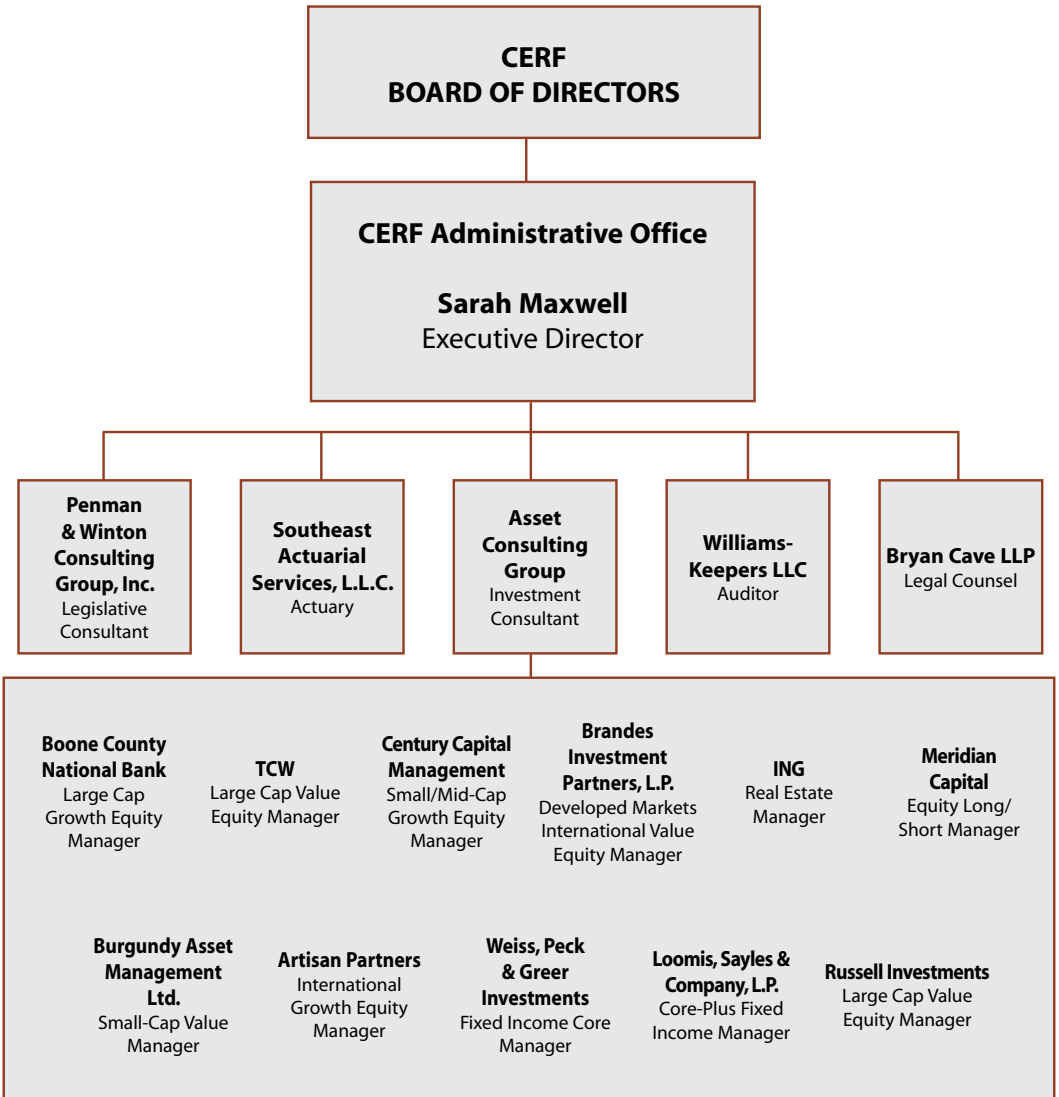 CERF
BOARD OF DIRECTORS
CERF Administrative Office
Sarah Maxwell
Executive Director
Penman
& Winton
Consulting
Group, Inc.
Legislative
Consultant
Southeast
Actuarial
Services, L.L.C.
Actuary
Asset
Consulting
Group
Investment
Consultant
Williams-
Keepers LLC
Auditor
Bryan Cave LLP
Legal Counsel
Boone County
National Bank
Large Cap
Growth Equity
Manager
TCW
Large Cap Value
Equity Manager
Century Capital
Management
Small/Mid-Cap
Growth Equity
Manager
Brandes
Investment
Partners, L.P.
Developed Markets
International Value
Equity Manager
ING
Real Estate
Manager
Meridian
Capital
Equity Long/
Short Manager
Burgundy Asset
Management
Ltd.
Small-Cap Value
Manager
Artisan Partners
International
Growth Equity
Manager
Weiss, Peck
& Greer
Investments
Fixed Income Core
Manager
Loomis, Sayles &
Company, L.P.
Core-Plus Fixed
Income Manager
Russell Investments
Large Cap Value
Equity Manager